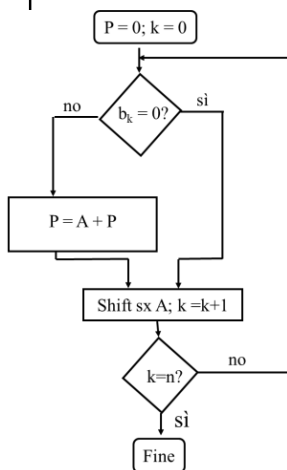 P = 0; k = 0
b_k = 0?
no
sì
P = A + P
Shift sx A; k =k+1
k=n?
no
sì
Fine